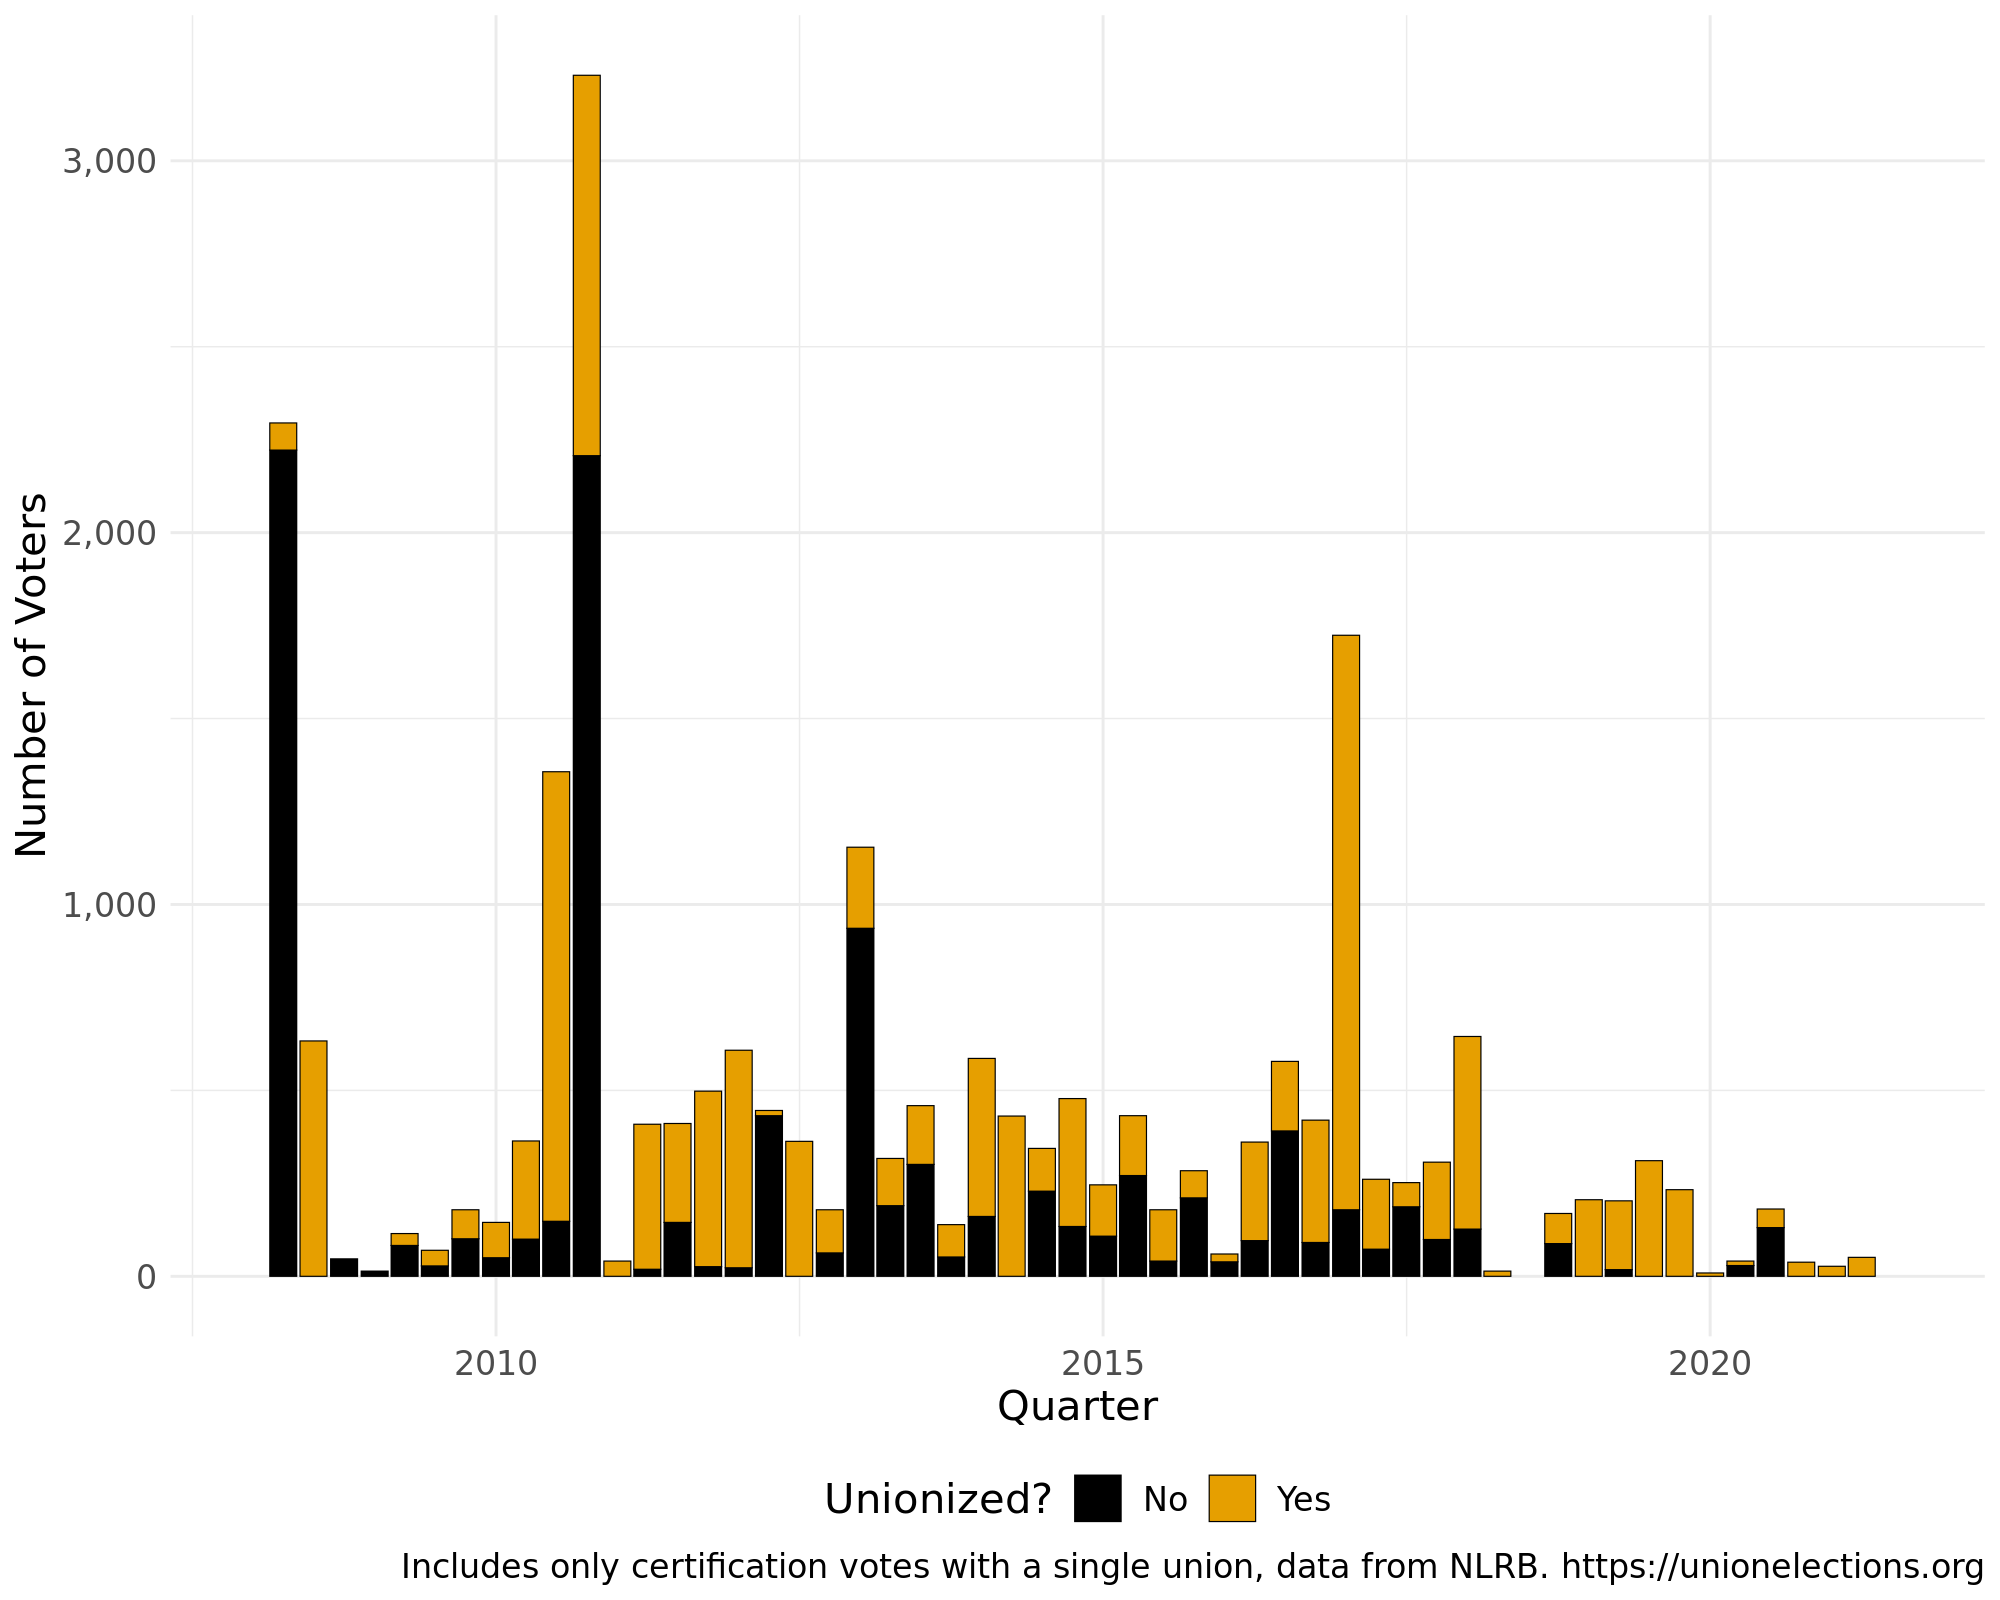 3,000
2,000
1,000
0
Number of Voters
2010 2015 2020
Quarter
Unionized? No Yes
Includes only certification votes with a single union, data from NLRB. https://unionelections.org